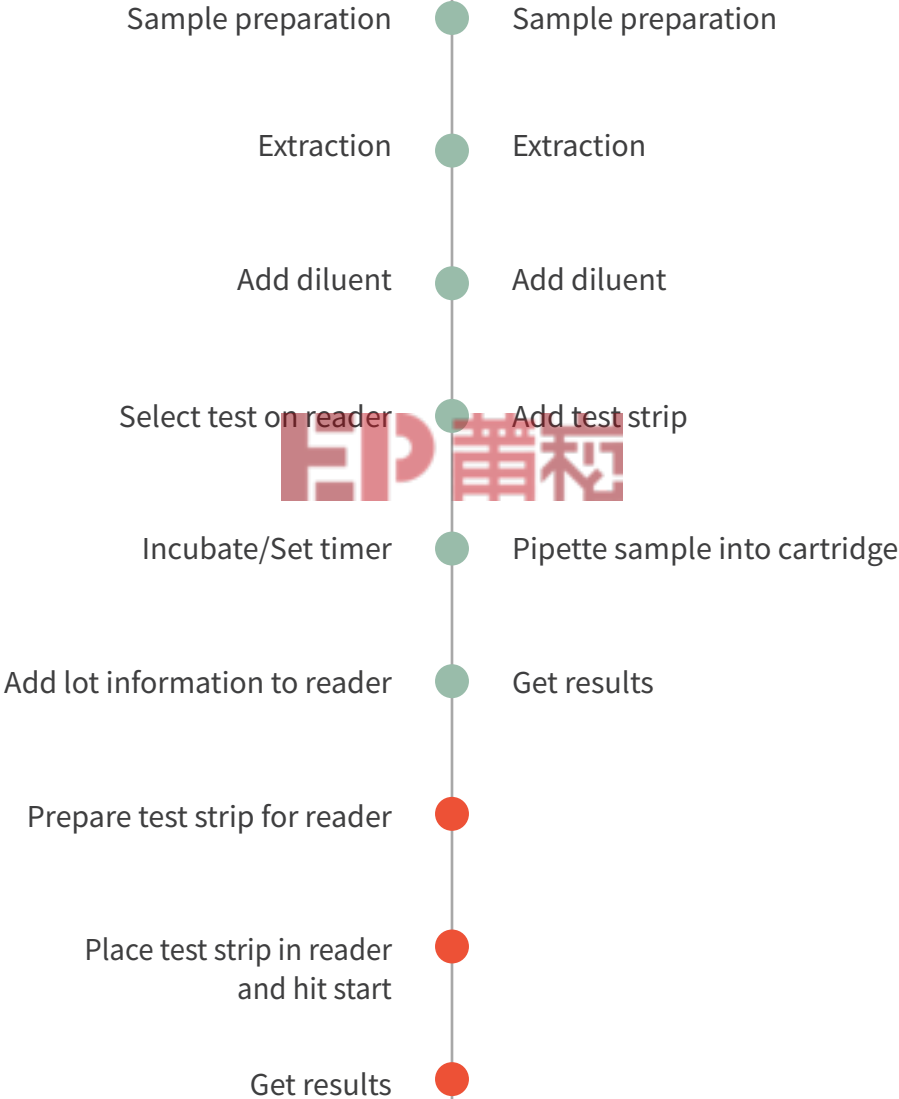 Sample preparation
Sample preparation
Extraction
Extraction
Add diluent
Add diluent
Select test on reader
Add test strip
EP 普科
Incubate/Set timer
Pipette sample into cartridge
Add lot information to reader
Get results
Prepare test strip for reader
Place test strip in reader
and hit start
Get results